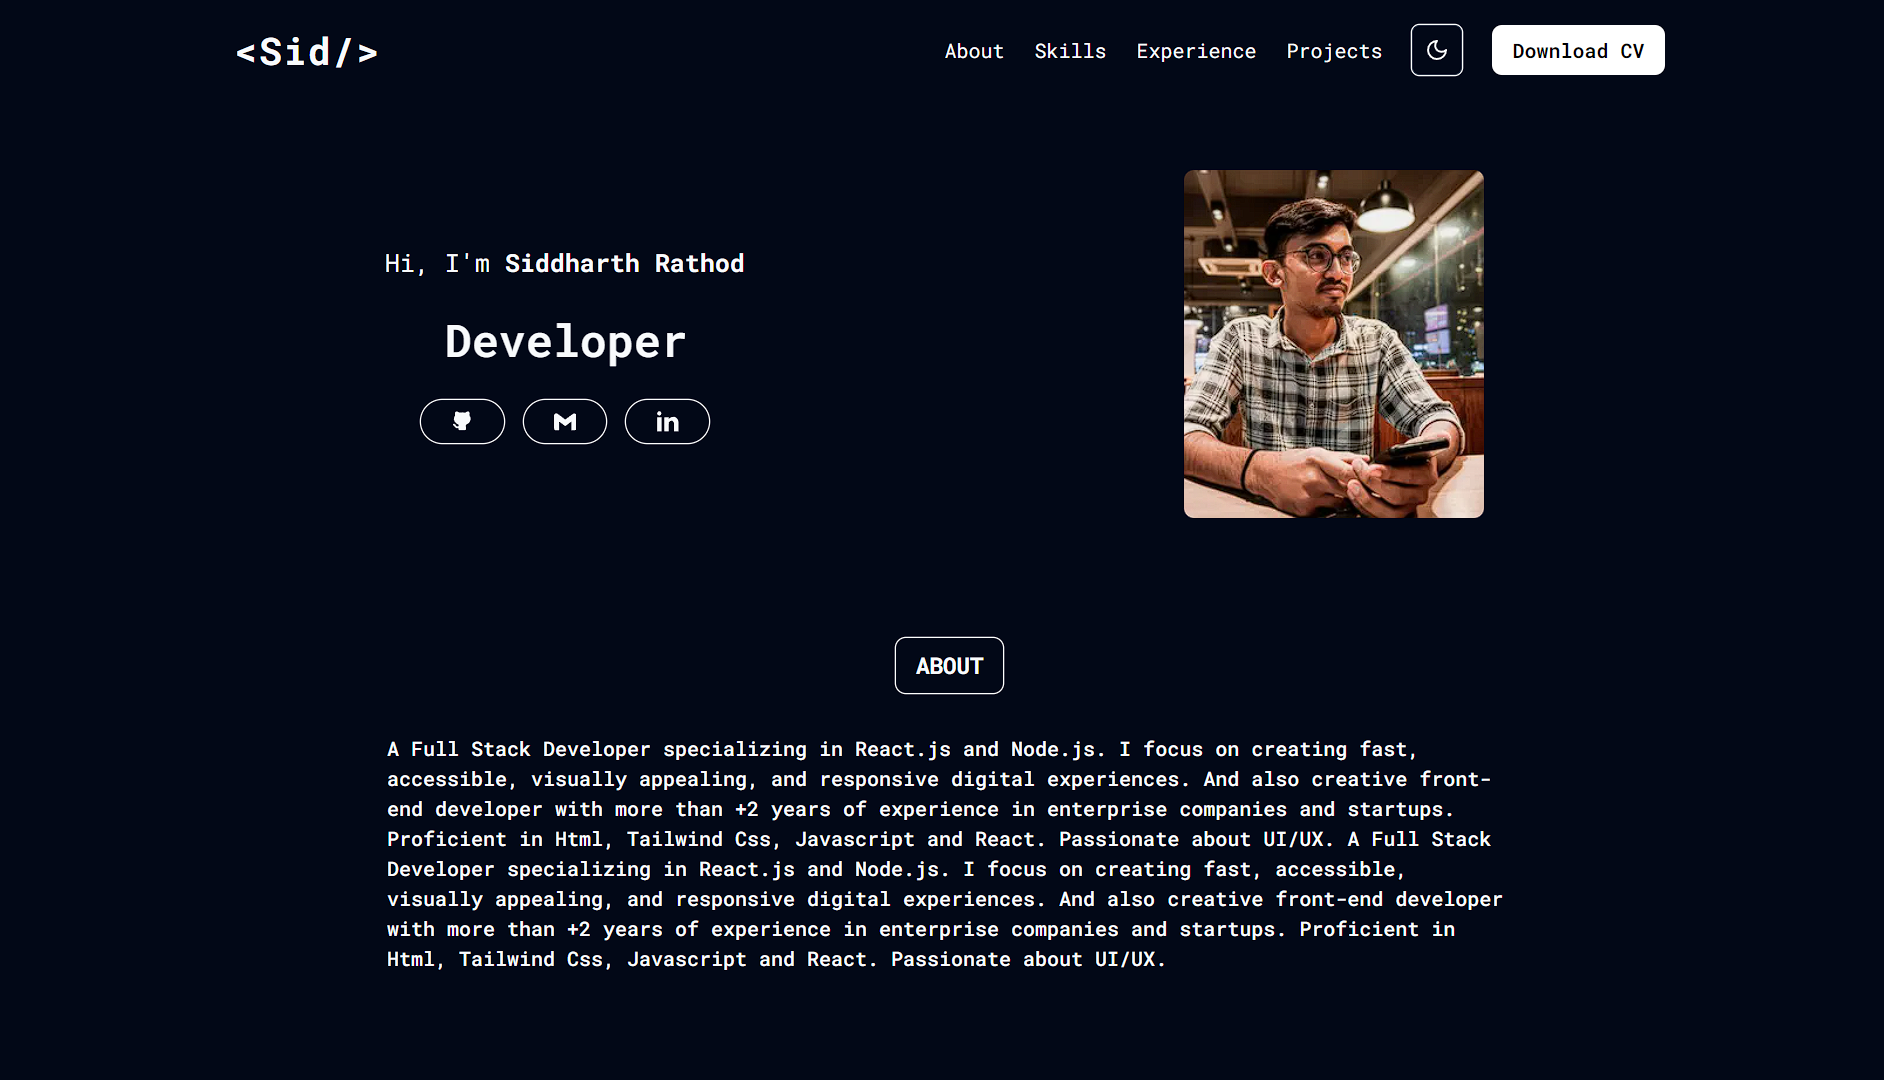 <Sid/>
About Skills Experience Projects Download CV
Hi, I'm Siddharth Rathod
Developer
ABOUT
A Full Stack Developer specializing in React.js and Node.js. I focus on creating fast,
accessible, visually appealing, and responsive digital experiences. And also creative front-
end developer with more than +2 years of experience in enterprise companies and startups.
Proficient in Html, Tailwind Css, Javascript and React. Passionate about UI/UX. A Full Stack
Developer specializing in React.js and Node.js. I focus on creating fast, accessible,
visually appealing, and responsive digital experiences. And also creative front-end developer
with more than +2 years of experience in enterprise companies and startups. Proficient in
Html, Tailwind Css, Javascript and React. Passionate about UI/UX.